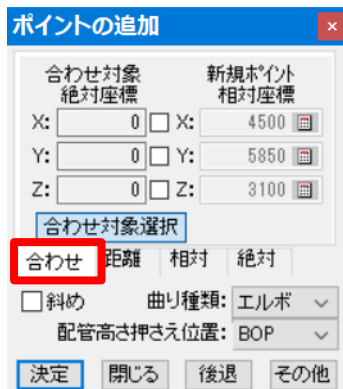 ポイントの追加
合わせ対象 新規ポイント
絶対座標 相対座標
X: 0 X: 4500
Y: 0 Y: 5850
Z: 0 Z: 3100
合わせ対象選択
合わせ 距離 相対 絶対
斜め 曲り種類: エルボ
配管高さ押さえ位置: BOP
決定 閉じる 後退 その他